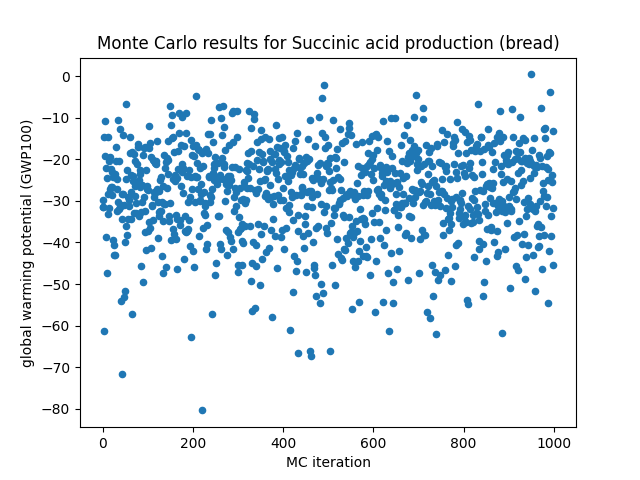 Monte Carlo results for Succinic acid production (bread)
0
−10
−20
−30
−40
−50
−60
−70
−80
global warming potential (GWP100)
0 200 400 600 800 1000
MC iteration